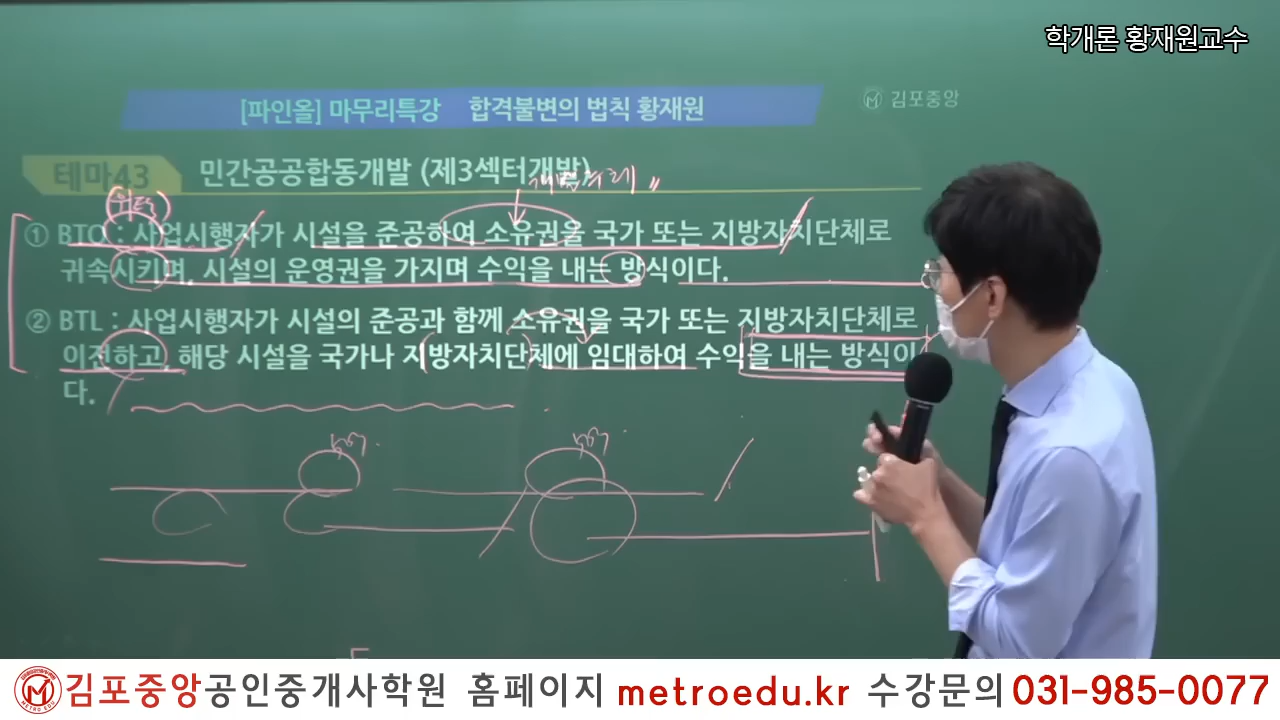 학개론 황재원교수
[파인올] 마무리특강 합격불변의 법칙 황재원
김포중앙
테마43 민간공공합동개발 (제3섹터개발)
① BTO : 사업시행자가 시설을 준공하여 소유권을 국가 또는 지방자치단체로
귀속시키며, 시설의 운영권을 가지며 수익을 내는 방식이다.
② BTL : 사업시행자가 시설의 준공과 함께 소유권을 국가 또는 지방자치단체로
이전하고, 해당 시설을 국가나 지방자치단체에 임대하여 수익을 내는 방식이
다.
김포중앙공인중개사학원 홈페이지 metroedu.kr 수강문의 031-985-0077